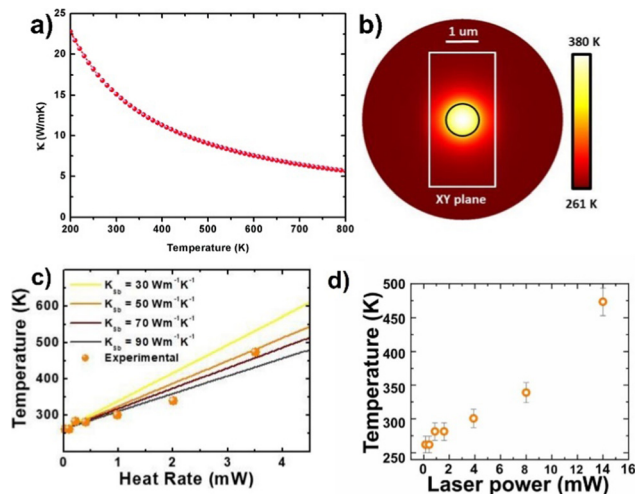 a)
25
20
15
10
5
0
κ (W/mK)
200 300 400 500 600 700 800
Temperature (K)
b)
1 um
XY plane
380 K
261 K
c)
K_sb = 30 Wm⁻¹K⁻¹
K_sb = 50 Wm⁻¹K⁻¹
K_sb = 70 Wm⁻¹K⁻¹
K_sb = 90 Wm⁻¹K⁻¹
Experimental
600
500
400
300
200
Temperature (K)
0 1 2 3 4
Heat Rate (mW)
d)
500
450
400
350
300
250
Temperature (K)
0 2 4 6 8 10 12 14 16
Laser power (mW)